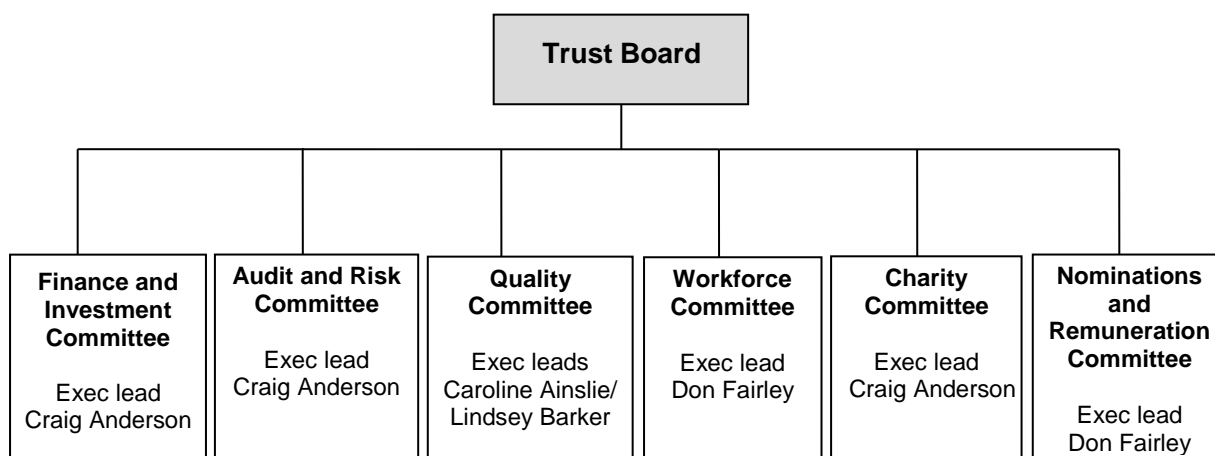 Trust Board
Finance and
Investment
Committee
Exec lead
Craig Anderson
Audit and Risk
Committee
Exec lead
Craig Anderson
Quality
Committee
Exec leads
Caroline Ainslie/
Lindsey Barker
Workforce
Committee
Exec lead
Don Fairley
Charity
Committee
Exec lead
Craig Anderson
Nominations
and
Remuneration
Committee
Exec lead
Don Fairley